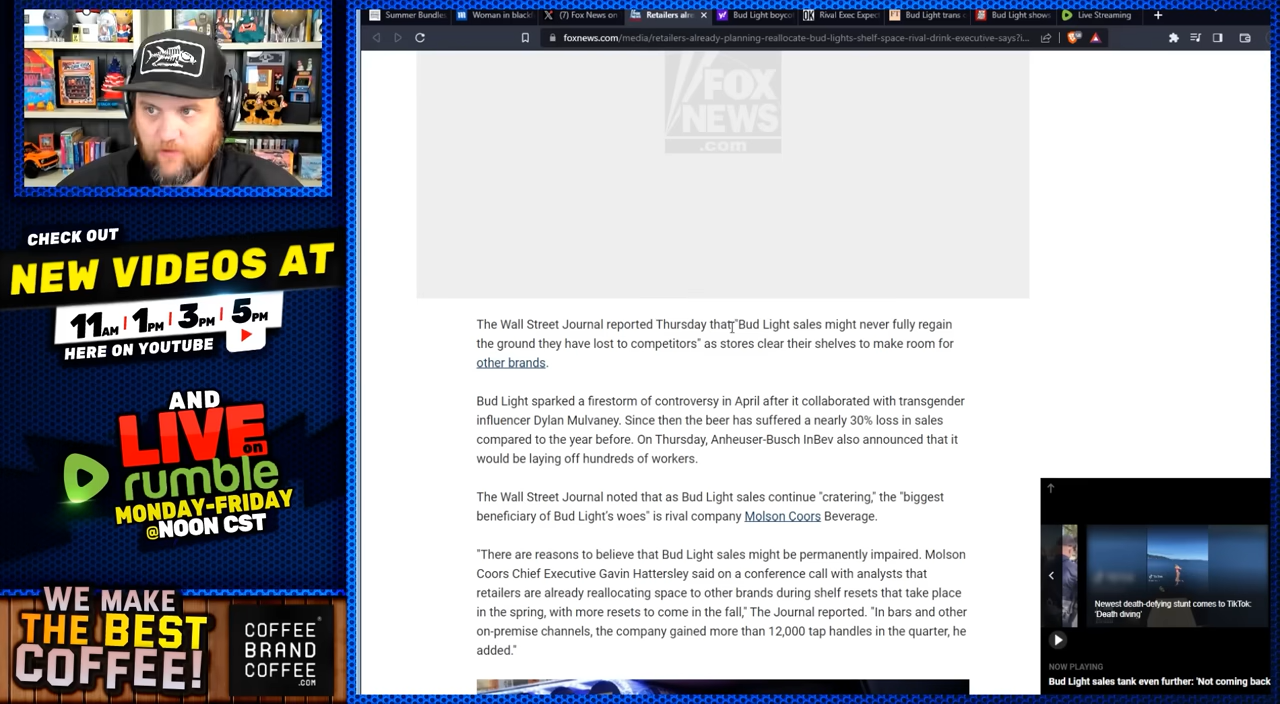 Summer Bundles
Woman in black
(7) Fox News on
Retailers alr
Bud Light boyco
Rival Exec Expec
Bud Light trans
Bud Light shows
Live Streaming
foxnews.com/media/retailers-already-planning-reallocate-bud-lights-shelf-space-rival-drink-executive-says?i...
FOX
NEWS
.com
CHECK OUT
NEW VIDEOS AT
11AM | 1PM | 3PM | 5PM
HERE ON YOUTUBE
AND
LIVE on
rumble
MONDAY-FRIDAY
@NOON CST
WE MAKE
THE BEST
COFFEE!
COFFEE
BRAND
COFFEE
.COM
The Wall Street Journal reported Thursday that "Bud Light sales might never fully regain
the ground they have lost to competitors" as stores clear their shelves to make room for
other brands.
Bud Light sparked a firestorm of controversy in April after it collaborated with transgender
influencer Dylan Mulvaney. Since then the beer has suffered a nearly 30% loss in sales
compared to the year before. On Thursday, Anheuser-Busch InBev also announced that it
would be laying off hundreds of workers.
The Wall Street Journal noted that as Bud Light sales continue "cratering," the "biggest
beneficiary of Bud Light's woes" is rival company Molson Coors Beverage.
"There are reasons to believe that Bud Light sales might be permanently impaired. Molson
Coors Chief Executive Gavin Hattersley said on a conference call with analysts that
retailers are already reallocating space to other brands during shelf resets that take place
in the spring, with more resets to come in the fall," The Journal reported. "In bars and other
on-premise channels, the company gained more than 12,000 tap handles in the quarter, he
added."
Newest death-defying stunt comes to TikTok:
'Death diving'
NOW PLAYING
Bud Light sales tank even further: 'Not coming back